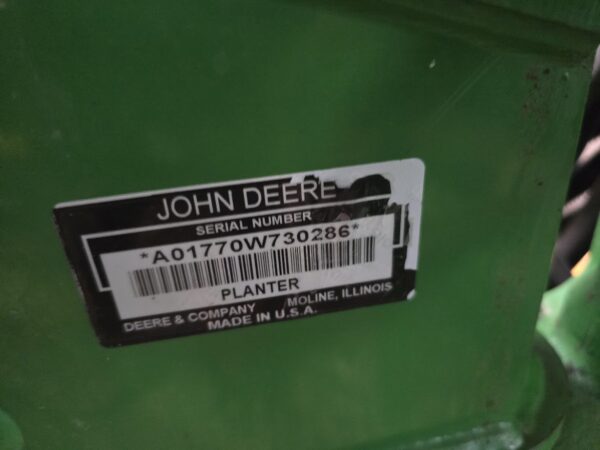 JOHN DEERE
SERIAL NUMBER
*A01770W730286*
PLANTER
DEERE & COMPANY MOLINE, ILLINOIS
MADE IN U.S.A.